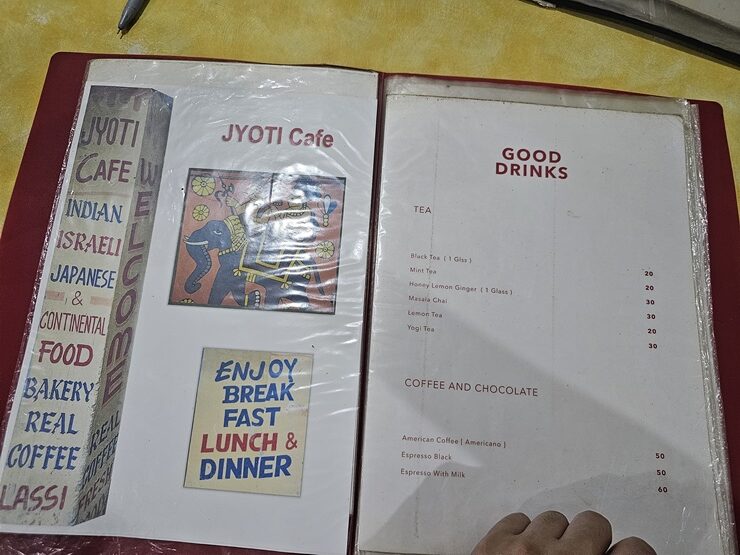 JYOTI
CAFE
INDIAN
ISRAELI
JAPANESE
&
CONTINENTAL
FOOD
BAKERY
REAL
COFFEE
LASSI
WELCOME
REAL
COFFEE
JYOTI Cafe
ENJOY
BREAK
FAST
LUNCH &
DINNER
GOOD
DRINKS
TEA
Black Tea ( 1 Glss )
Mint Tea 20
Honey Lemon Ginger ( 1 Glass ) 20
Masala Chai 30
Lemon Tea 30
Yogi Tea 20
30
COFFEE AND CHOCOLATE
American Coffee ( Americano )
Espresso Black 50
Espresso With Milk 50
60